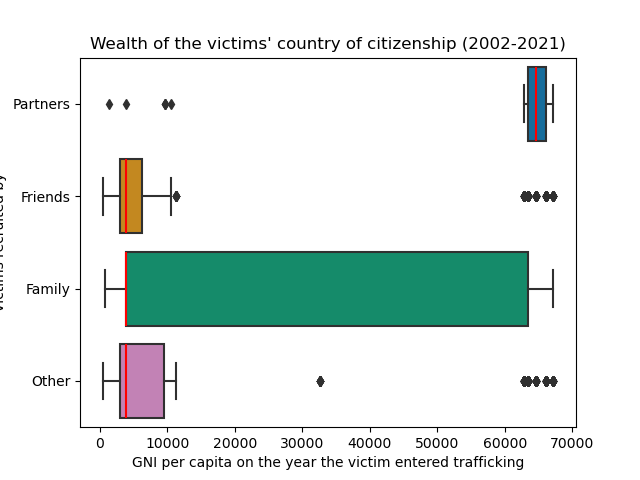 Wealth of the victims' country of citizenship (2002-2021)
Partners
Friends
Family
Other
recruited by
0 10000 20000 30000 40000 50000 60000 70000
GNI per capita on the year the victim entered trafficking